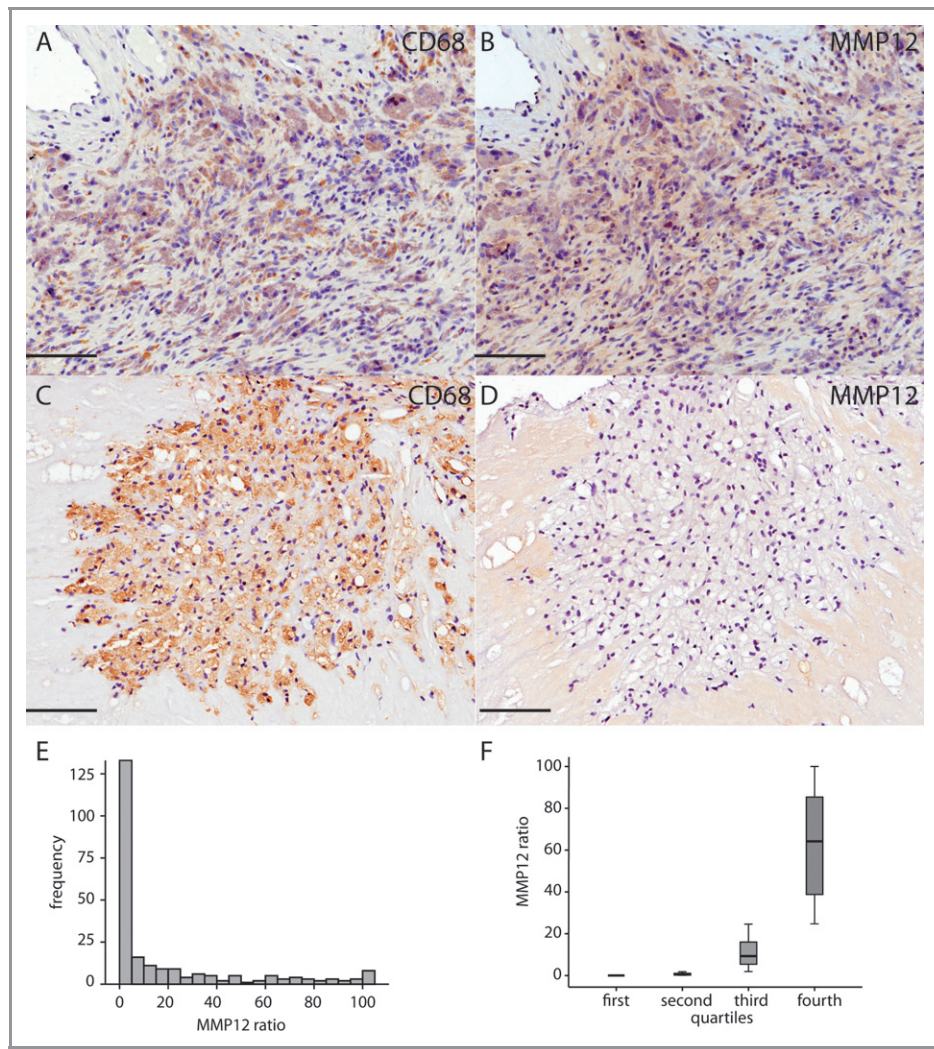 A
CD68
B
MMP12
C
CD68
D
MMP12
E
125
100
75
50
25
0
frequency
0 20 40 60 80 100
MMP12 ratio
F
100
80
60
40
20
0
MMP12 ratio
first second third fourth
quartiles